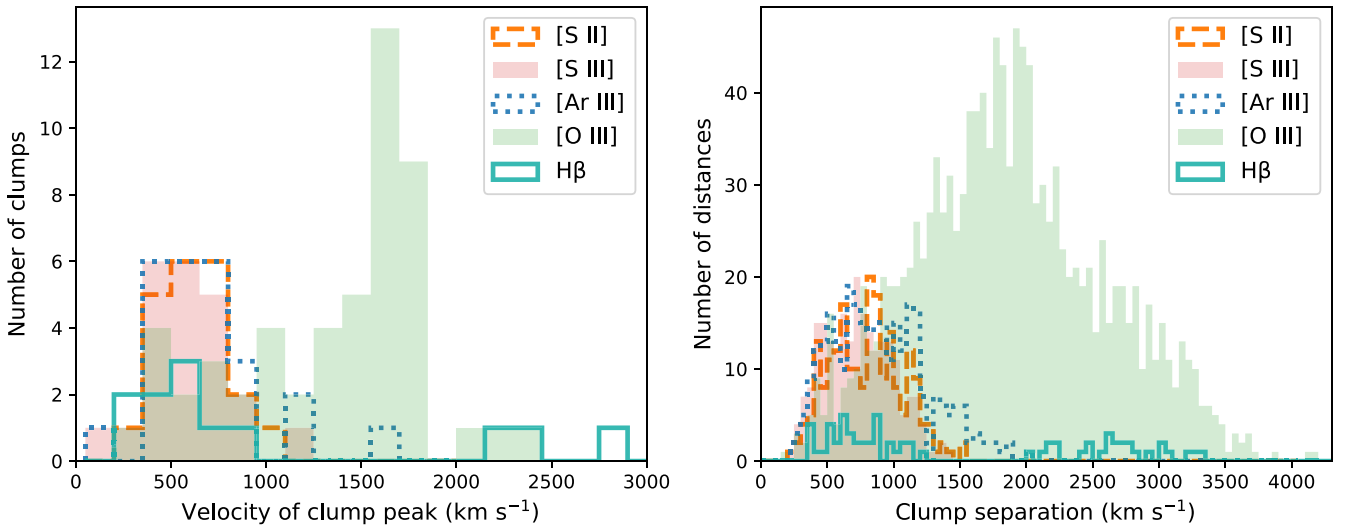 12
10
8
6
4
2
0
Number of clumps
0 500 1000 1500 2000 2500 3000
Velocity of clump peak (km s⁻¹)
[S II]
[S III]
[Ar III]
[O III]
Hβ
40
30
20
10
0
Number of distances
0 500 1000 1500 2000 2500 3000 3500 4000
Clump separation (km s⁻¹)
[S II]
[S III]
[Ar III]
[O III]
Hβ